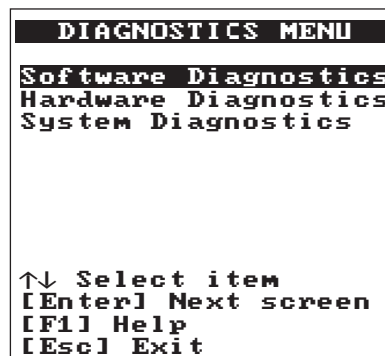 DIAGNOSTICS MENU
Software Diagnostics
Hardware Diagnostics
System Diagnostics
↑↓ Select item
[Enter] Next screen
[F1] Help
[Esc] Exit